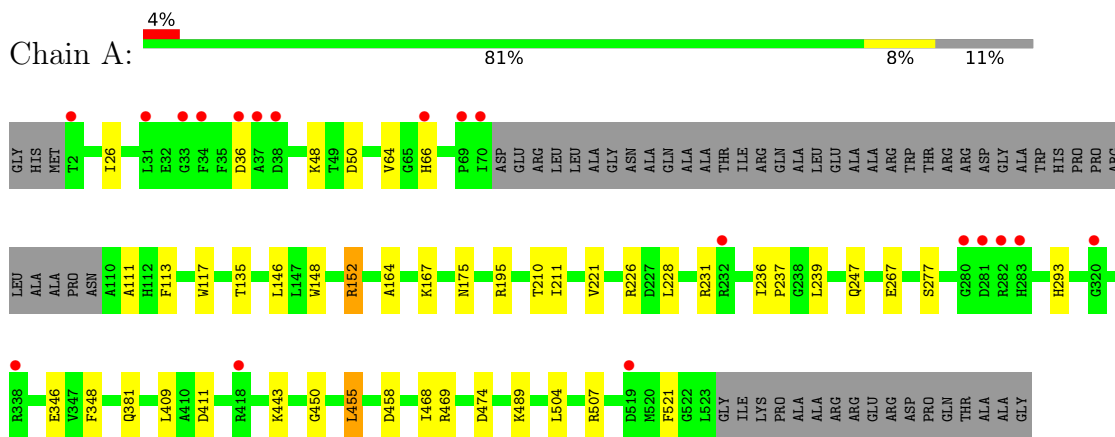 4%
Chain A:
81% 8% 11%
GLY HIS MET T2 I26 L31 E32 G33 F34 F35 D36 A37 D38 K48 T49 D50 V64 G65 H66 P69 I70 ASP GLU ARG LEU LEU ALA GLY ASN ALA GLN ALA ALA THR ILE ARG GLN ALA LEU GLU ALA ALA ARG TRP THR ARG ARG ASP GLY ALA TRP HIS PRO PRO ARG
LEU ALA ALA PRO ASN A110 A111 H112 F113 W117 T135 L146 L147 W148 R152 A164 K167 N175 R195 T210 I211 V221 R226 D227 L228 R231 R232 I236 P237 G238 L239 Q247 E267 S277 G280 D281 R282 H283 H293 G320
R338 E346 V347 F348 Q381 L409 A410 D411 R418 K443 G450 L455 D458 I468 R469 D474 K489 L504 R507 D519 M520 F521 G522 L523 GLY ILE LYS PRO ALA ALA ARG ARG GLU ARG ASP PRO GLN THR ALA ALA GLY